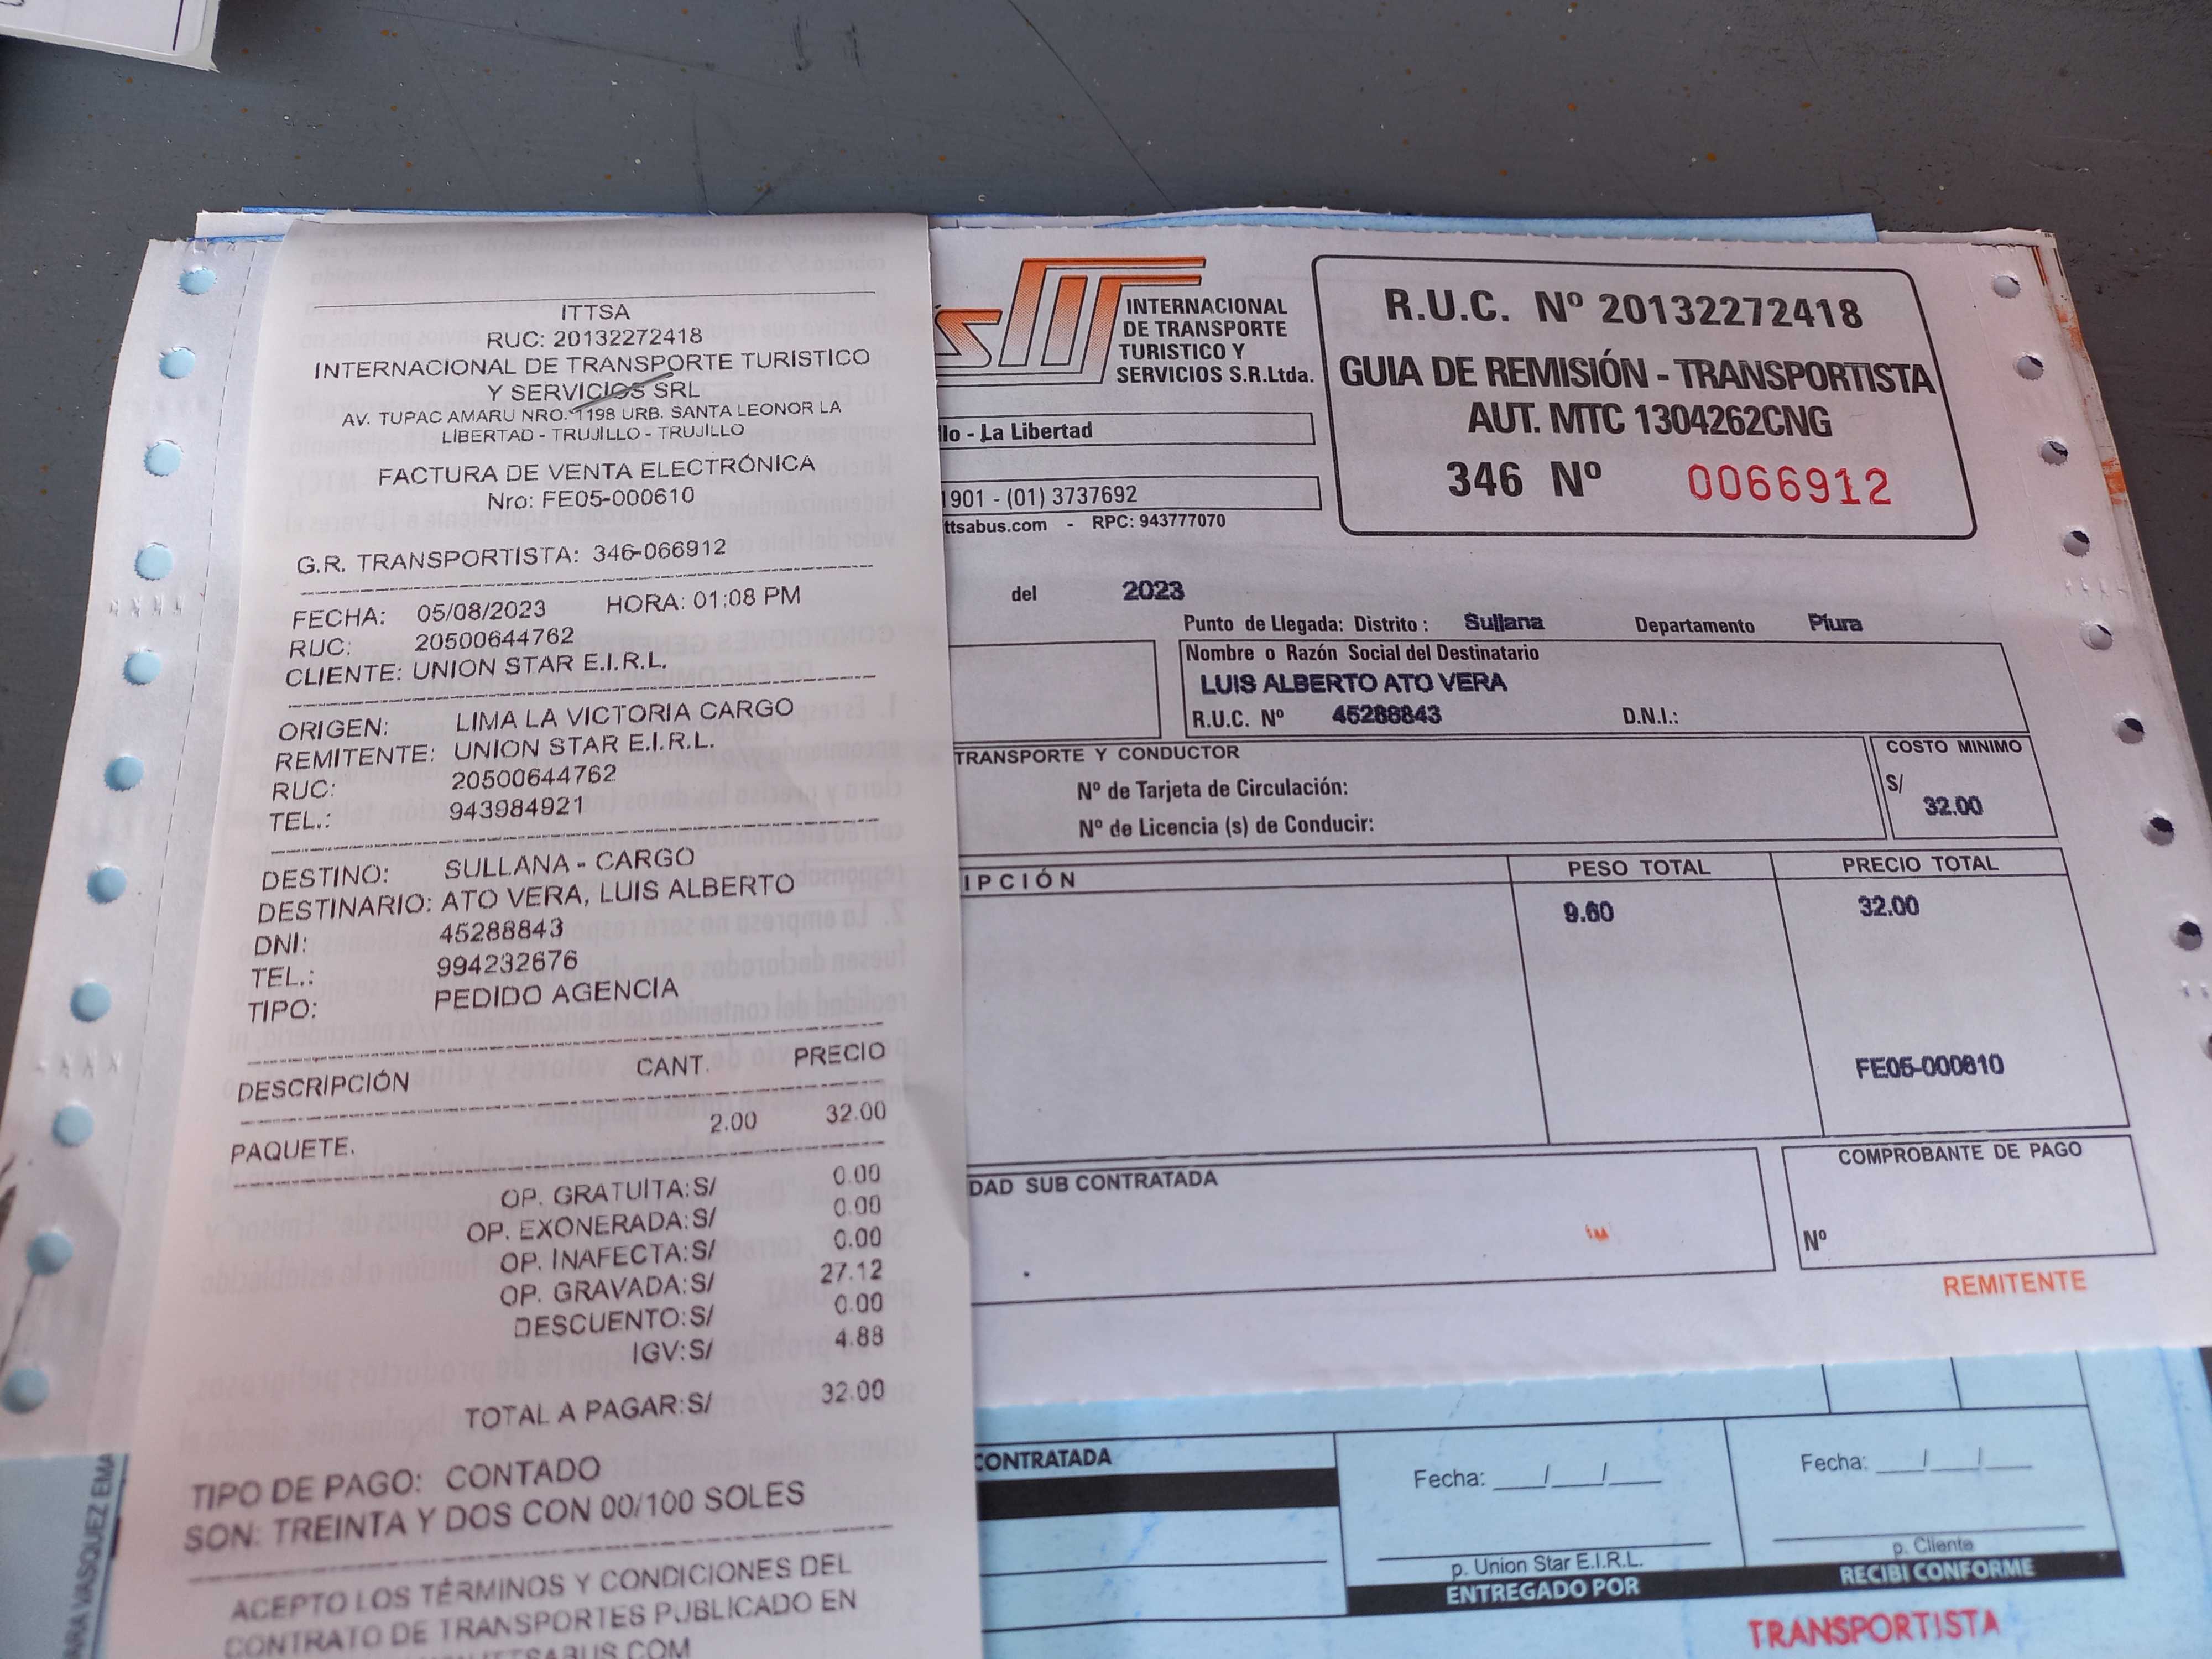 ITTSA
RUC: 20132272418
INTERNACIONAL DE TRANSPORTE TURISTICO
Y SERVICIOS SRL
AV. TUPAC AMARU NRO. 1198 URB. SANTA LEONOR LA
LIBERTAD - TRUJILLO - TRUJILLO
FACTURA DE VENTA ELECTRÓNICA
Nro: FE05-000610
G.R. TRANSPORTISTA: 346-066912
FECHA: 05/08/2023 HORA: 01:08 PM
RUC: 20500644762
CLIENTE: UNION STAR E.I.R.L.
ORIGEN: LIMA LA VICTORIA CARGO
REMITENTE: UNION STAR E.I.R.L.
RUC: 20500644762
TEL.: 943984921
DESTINO: SULLANA - CARGO
DESTINARIO: ATO VERA, LUIS ALBERTO
DNI: 45288843
TEL.: 994232676
TIPO: PEDIDO AGENCIA
DESCRIPCIÓN CANT. PRECIO
PAQUETE. 2.00 32.00
OP. GRATUITA:S/ 0.00
OP. EXONERADA:S/ 0.00
OP. INAFECTA:S/ 0.00
OP. GRAVADA:S/ 27.12
DESCUENTO:S/ 0.00
IGV:S/ 4.88
TOTAL A PAGAR:S/ 32.00
TIPO DE PAGO: CONTADO
SON: TREINTA Y DOS CON 00/100 SOLES
ACEPTO LOS TÉRMINOS Y CONDICIONES DEL
CONTRATO DE TRANSPORTES PUBLICADO EN
INTERNACIONAL
DE TRANSPORTE
TURISTICO Y
SERVICIOS S.R.Ltda.
R.U.C. Nº 20132272418
GUIA DE REMISIÓN - TRANSPORTISTA
AUT. MTC 1304262CNG
346 Nº 0066912
lo - La Libertad
1901 - (01) 3737692
ttsabus.com - RPC: 943777070
del 2023
Punto de Llegada: Distrito : Sullana Departamento Piura
Nombre o Razón Social del Destinatario
LUIS ALBERTO ATO VERA
R.U.C. Nº 45288843 D.N.I.:
TRANSPORTE Y CONDUCTOR
Nº de Tarjeta de Circulación:
Nº de Licencia (s) de Conducir:
COSTO MINIMO
S/ 32.00
IPCIÓN PESO TOTAL PRECIO TOTAL
9.60 32.00
FE05-000610
DAD SUB CONTRATADA
COMPROBANTE DE PAGO
Nº
REMITENTE
CONTRATADA
Fecha: ___/___/___
p. Union Star E.I.R.L.
ENTREGADO POR
Fecha: ___/___/___
p. Cliente
RECIBI CONFORME
TRANSPORTISTA